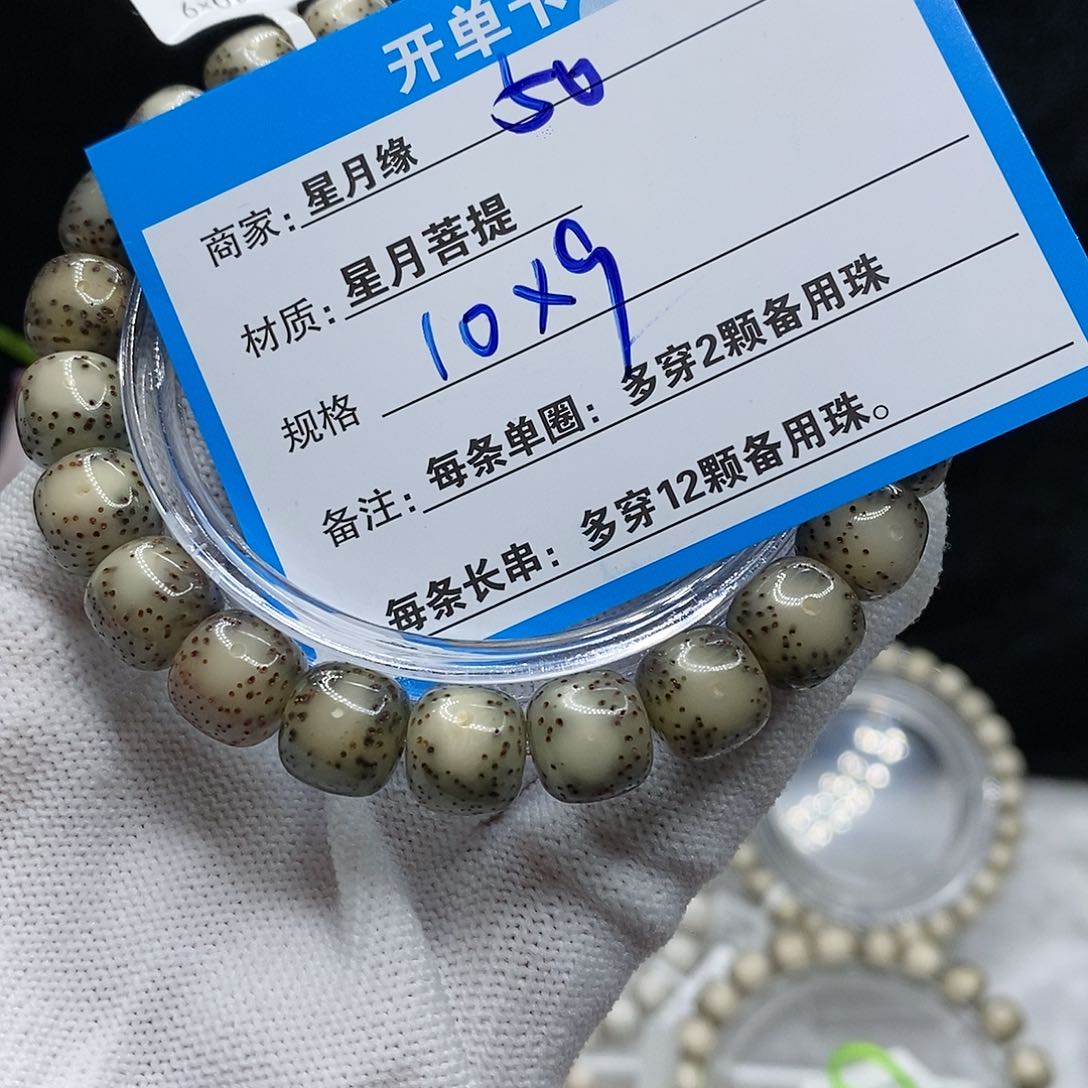 开单卡
50
商家：星月缘
材质：星月菩提
规格 10×9
备注：每条单圈：多穿2颗备用珠
每条长串：多穿12颗备用珠。